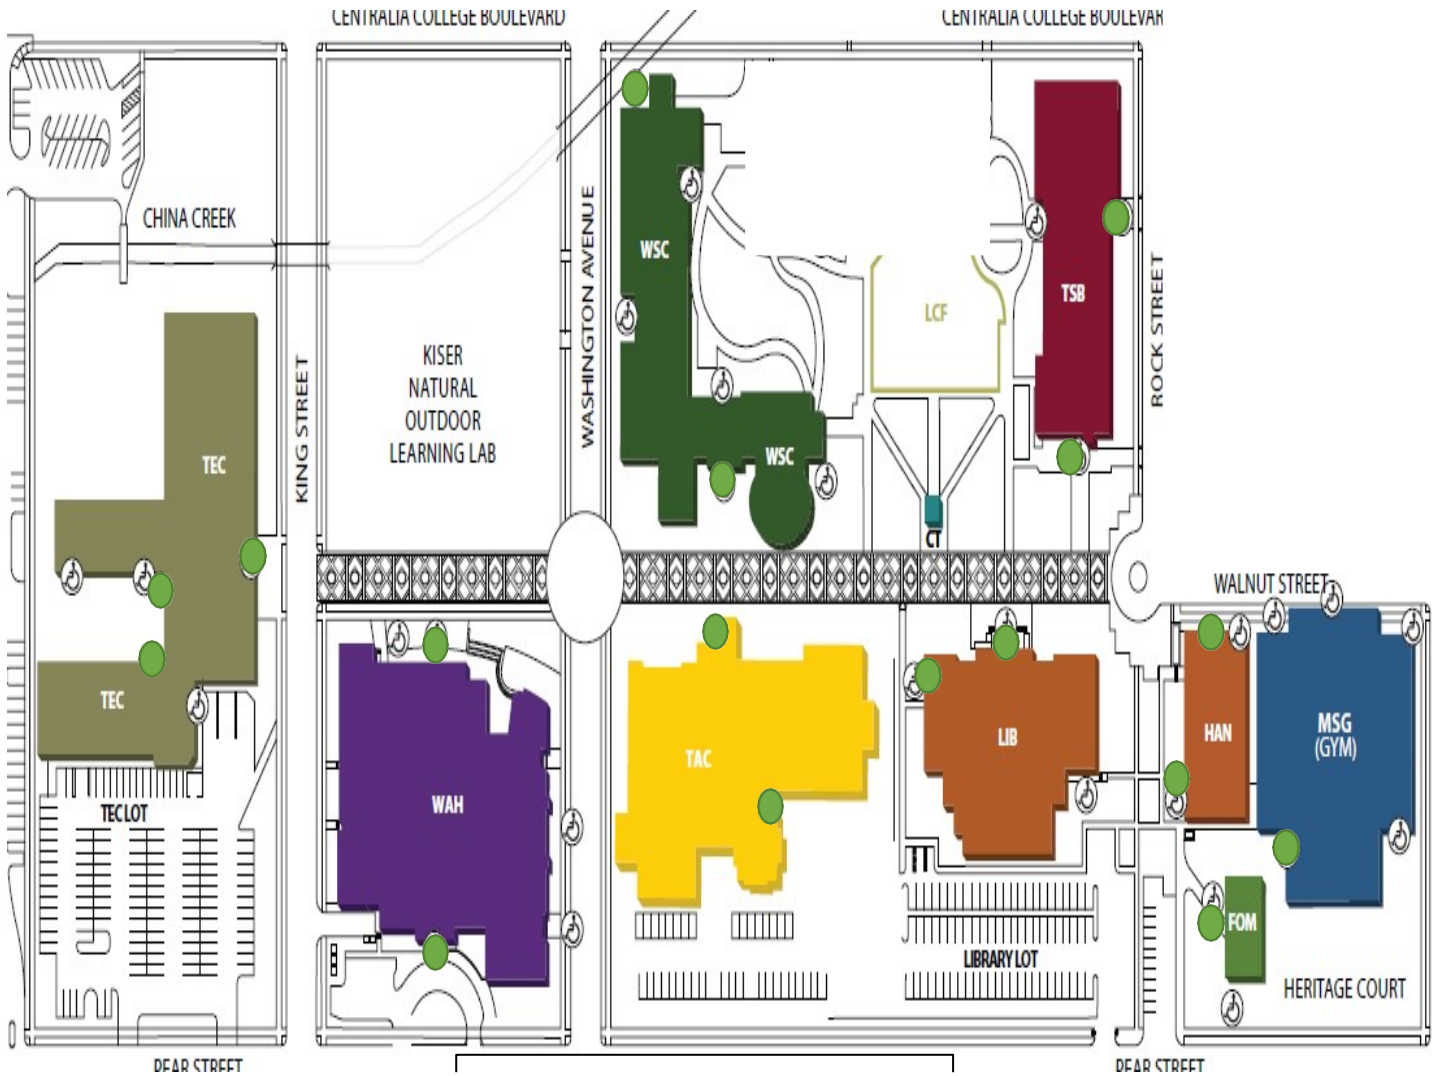 CENTRALIA COLLEGE BOULEVARD
CENTRALIA COLLEGE BOULEVAR
CHINA CREEK
WASHINGTON AVENUE
WSC
TSB
ROCK STREET
LCF
KISER
NATURAL
OUTDOOR
LEARNING LAB
KING STREET
TEC
WSC
CT
WALNUT STREET
TEC
WAH
TAC
LIB
HAN
MSG
(GYM)
TEC LOT
FOM
LIBRARY LOT
HERITAGE COURT
PEAR STREET
PEAR STREET